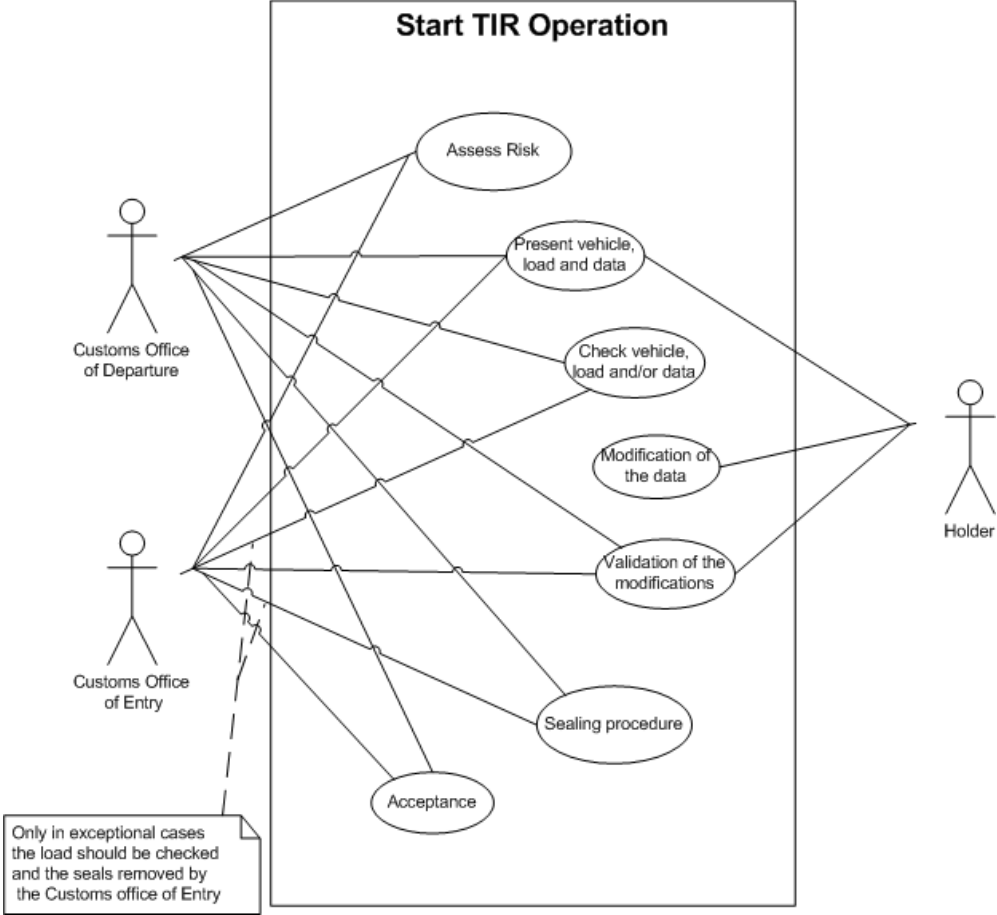 Start TIR Operation
Assess Risk
Present vehicle,
load and data
Customs Office
of Departure
Check vehicle,
load and/or data
Modification of
the data
Holder
Validation of the
modifications
Customs Office
of Entry
Sealing procedure
Acceptance
Only in exceptional cases
the load should be checked
and the seals removed by
the Customs office of Entry